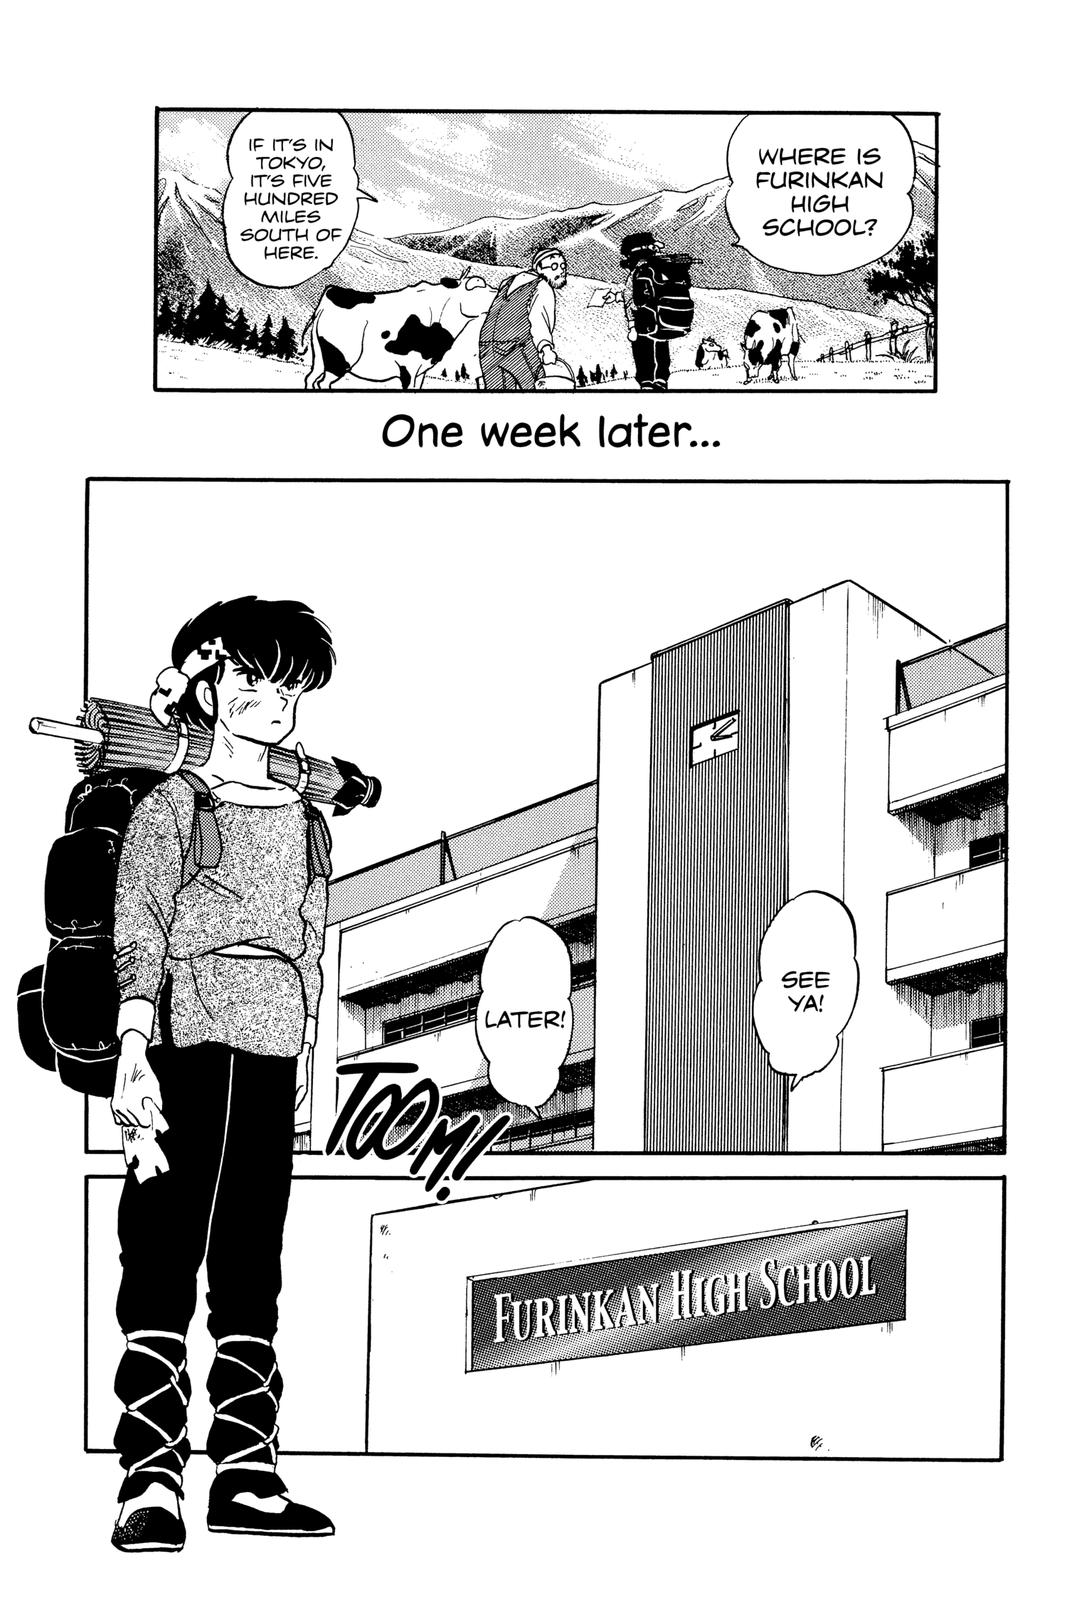 WHERE IS
FURINKAN
HIGH
SCHOOL?
IF IT'S IN
TOKYO,
IT'S FIVE
HUNDRED
MILES
SOUTH OF
HERE.
One week later...
SEE
YA!
LATER!
TOOM!
FURINKAN HIGH SCHOOL